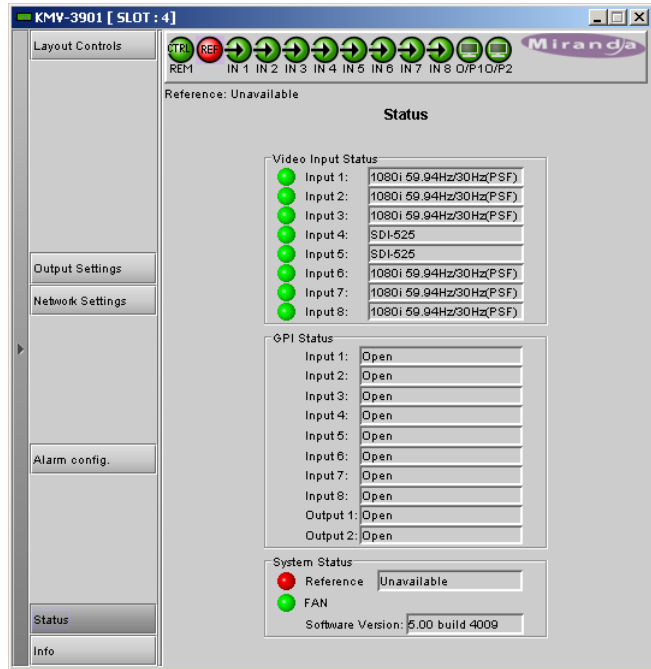 KMV-3901 [ SLOT : 4]
Layout Controls
CTRL REF
REM IN 1 IN 2 IN 3 IN 4 IN 5 IN 6 IN 7 IN 8 O/P1 O/P2
Miranda
Reference: Unavailable
Status
Video Input Status
Input 1: 1080i 59.94Hz/30Hz(PSF)
Input 2: 1080i 59.94Hz/30Hz(PSF)
Input 3: 1080i 59.94Hz/30Hz(PSF)
Input 4: SDI-525
Input 5: SDI-525
Input 6: 1080i 59.94Hz/30Hz(PSF)
Input 7: 1080i 59.94Hz/30Hz(PSF)
Input 8: 1080i 59.94Hz/30Hz(PSF)
Output Settings
Network Settings
GPI Status
Input 1: Open
Input 2: Open
Input 3: Open
Input 4: Open
Input 5: Open
Input 6: Open
Input 7: Open
Input 8: Open
Output 1: Open
Output 2: Open
Alarm config.
System Status
Reference Unavailable
FAN
Software Version: 5.00 build 4009
Status
Info